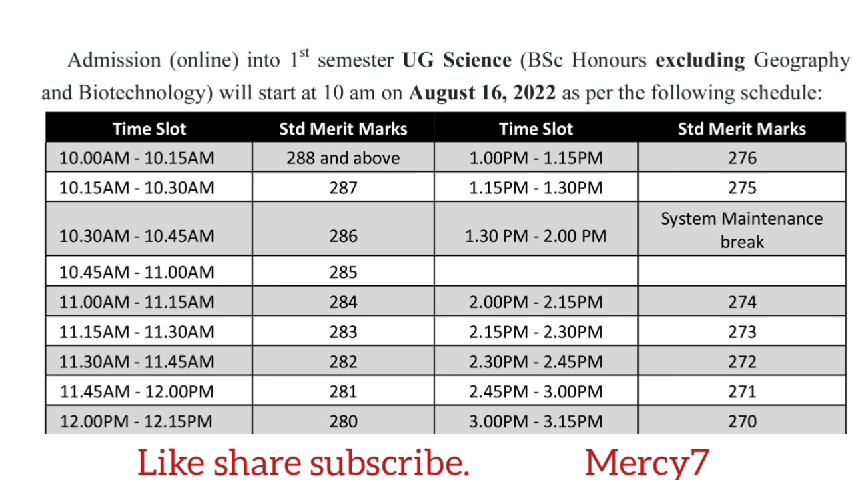 Admission (online) into 1st semester UG Science (BSc Honours excluding Geography
and Biotechnology) will start at 10 am on August 16, 2022 as per the following schedule:
Time Slot Std Merit Marks Time Slot Std Merit Marks
10.00AM - 10.15AM 288 and above 1.00PM - 1.15PM 276
10.15AM - 10.30AM 287 1.15PM - 1.30PM 275
10.30AM - 10.45AM 286 1.30 PM - 2.00 PM System Maintenance
break
10.45AM - 11.00AM 285
11.00AM - 11.15AM 284 2.00PM - 2.15PM 274
11.15AM - 11.30AM 283 2.15PM - 2.30PM 273
11.30AM - 11.45AM 282 2.30PM - 2.45PM 272
11.45AM - 12.00PM 281 2.45PM - 3.00PM 271
12.00PM - 12.15PM 280 3.00PM - 3.15PM 270
Like share subscribe. Mercy7